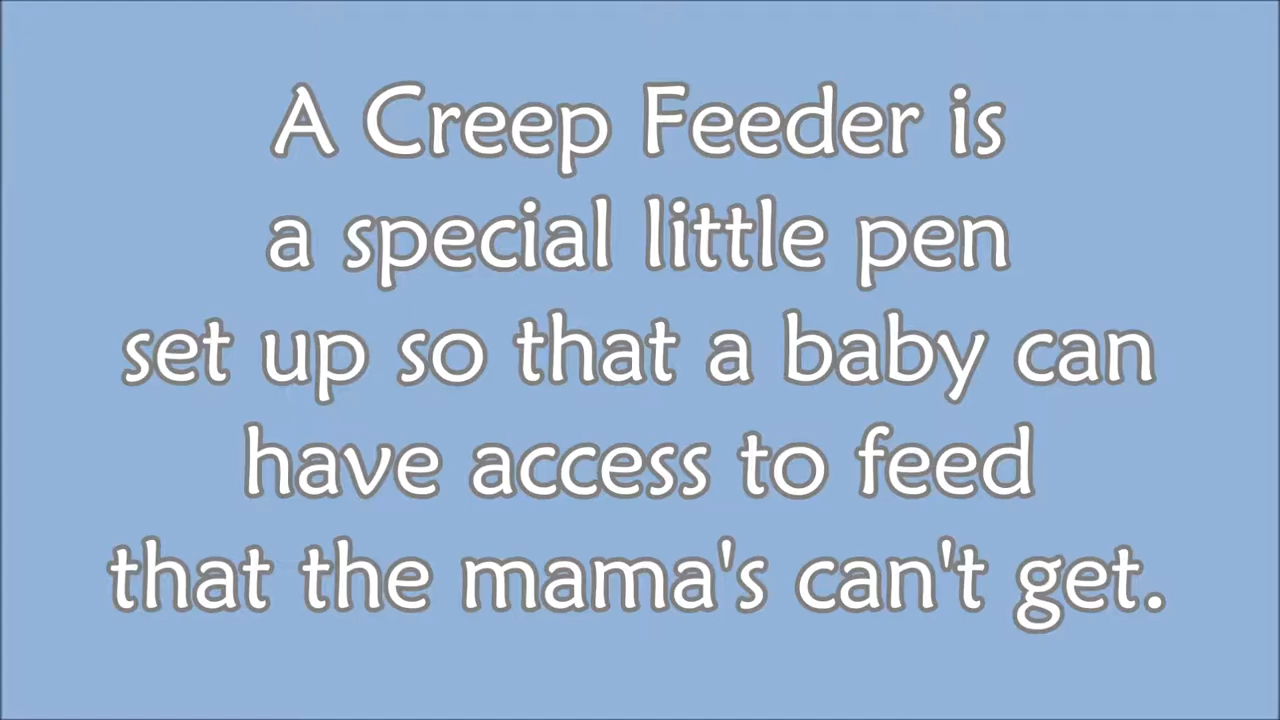 A Creep Feeder is
a special little pen
set up so that a baby can
have access to feed
that the mama's can't get.